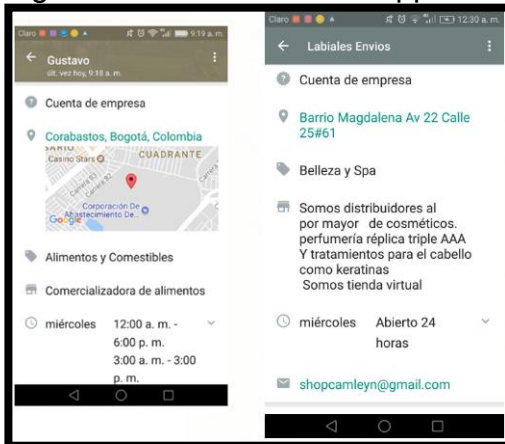 Claro 9:19 a. m.
Gustavo
últ. vez hoy, 9:18 a. m.
Cuenta de empresa
Corabastos, Bogotá, Colombia
Casino Stars
CUADRANTE
Carrera 82
Corporación De
Abastecimiento De...
Google
Alimentos y Comestibles
Comercializadora de alimentos
miércoles 12:00 a. m. -
6:00 p. m.
3:00 a. m. - 3:00
p. m.
Claro 12:30 a. m.
Labiales Envios
Cuenta de empresa
Barrio Magdalena Av 22 Calle
25#61
Belleza y Spa
Somos distribuidores al
por mayor de cosméticos.
perfumería réplica triple AAA
Y tratamientos para el cabello
como keratinas
Somos tienda virtual
miércoles Abierto 24
horas
shopcamleyn@gmail.com